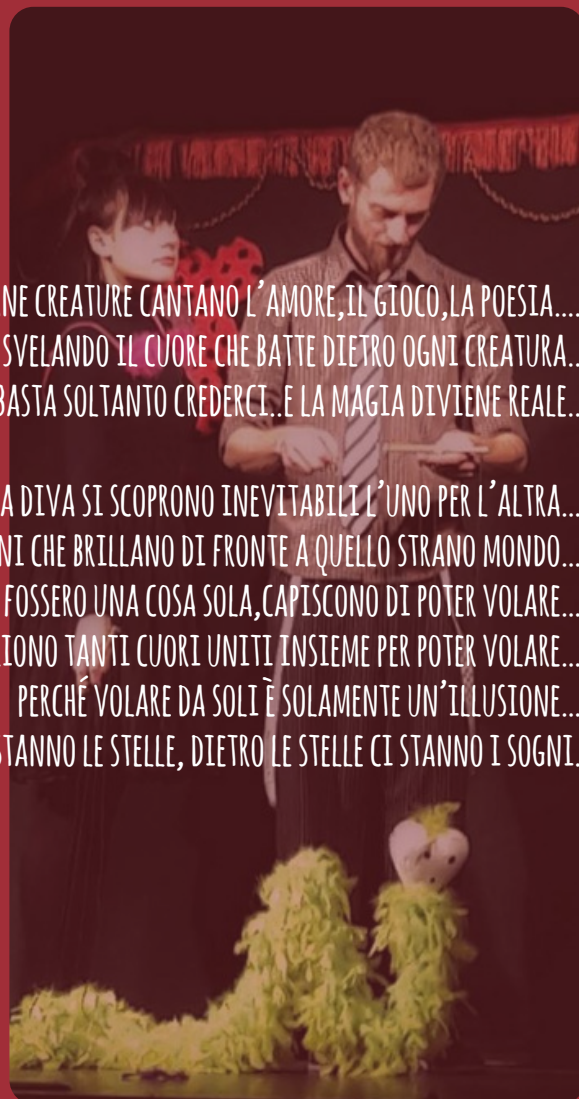 NE CREATURE CANTANO L'AMORE,IL GIOCO,LA POESIA....
SVELANDO IL CUORE CHE BATTE DIETRO OGNI CREATURA..
BASTA SOLTANTO CREDERCI..E LA MAGIA DIVIENE REALE..
A DIVA SI SCOPRONO INEVITABILI L'UNO PER L'ALTRA...
NI CHE BRILLANO DI FRONTE A QUELLO STRANO MONDO...
FOSSERO UNA COSA SOLA,CAPISCONO DI POTER VOLARE...
IONO TANTI CUORI UNITI INSIEME PER POTER VOLARE...
PERCHÉ VOLARE DA SOLI È SOLAMENTE UN'ILLUSIONE...
TANNO LE STELLE, DIETRO LE STELLE CI STANNO I SOGNI.